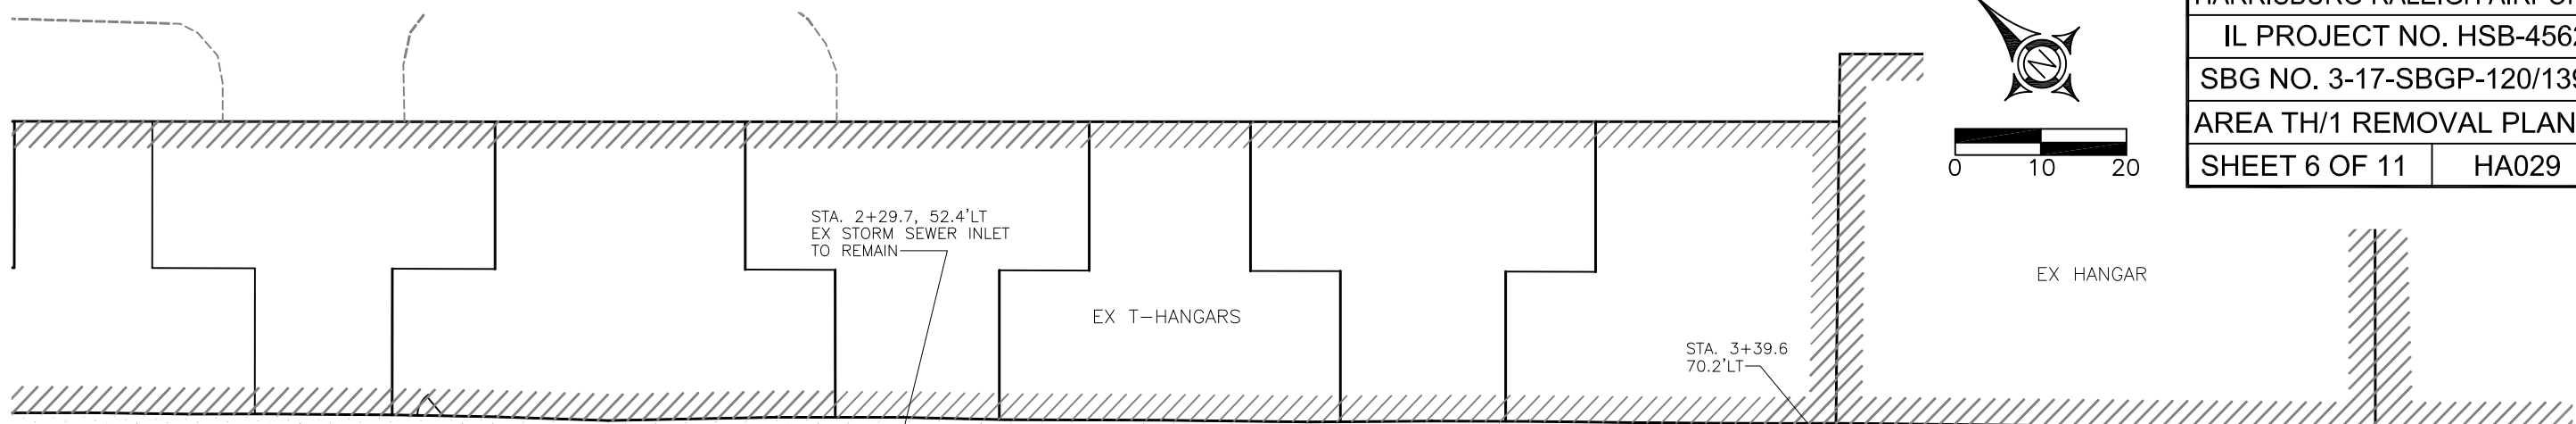 IL PROJECT NO. HSB-456
SBG NO. 3-17-SBGP-120/13
AREA TH/1 REMOVAL PLAN
SHEET 6 OF 11 HA029
N
0 10 20
STA. 2+29.7, 52.4'LT
EX STORM SEWER INLET
TO REMAIN
EX HANGAR
EX T-HANGARS
STA. 3+39.6
70.2'LT